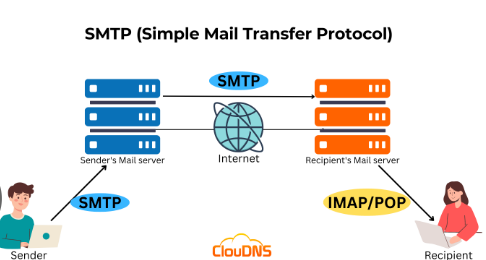 SMTP (Simple Mail Transfer Protocol)
SMTP
Sender's Mail server
Internet
Recipient's Mail server
SMTP
IMAP/POP
Sender
ClouDNS
Recipient